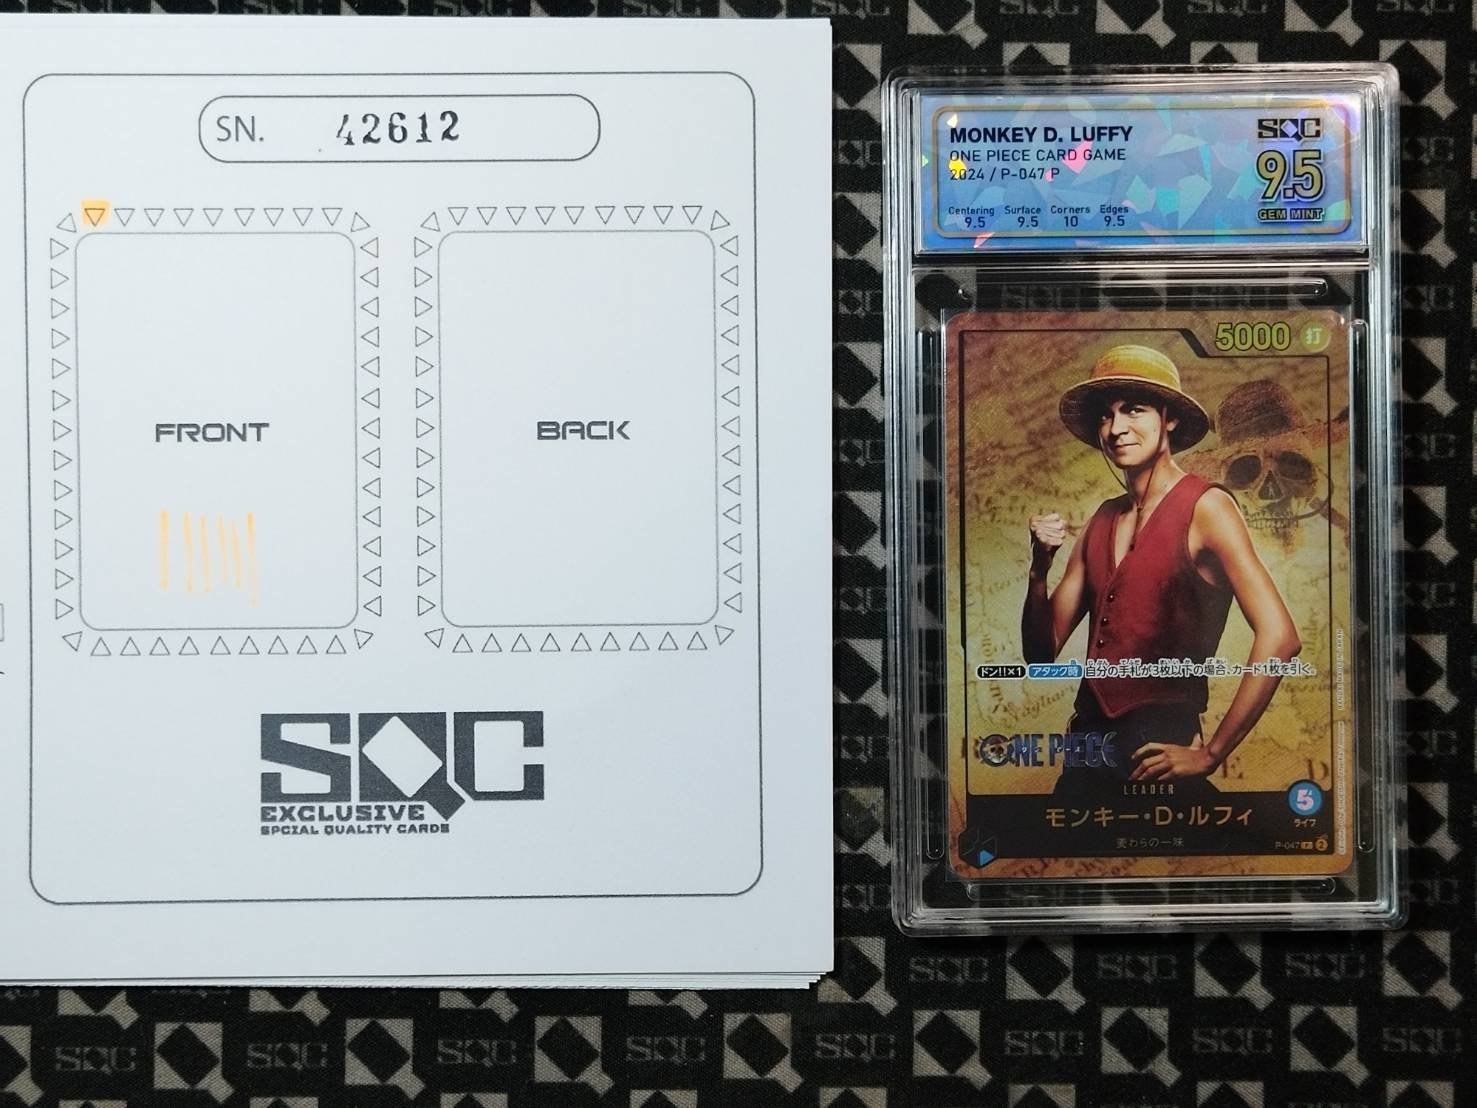 SN. 42612
FRONT
BACK
SQC
EXCLUSIVE
SPCIAL QUALITY CARDS
MONKEY D. LUFFY
ONE PIECE CARD GAME
2024 / P-047 P
Centering Surface Corners Edges
9.5 9.5 10 9.5
SQC
9.5
GEM MINT
5000 打
ドン!!×1 アタック時 自分の手札が3枚以下の場合、カード1枚を引く。
ONE PIECE
LEADER
モンキー・D・ルフィ
麦わらの一味
5
ライフ
P-047 P 2